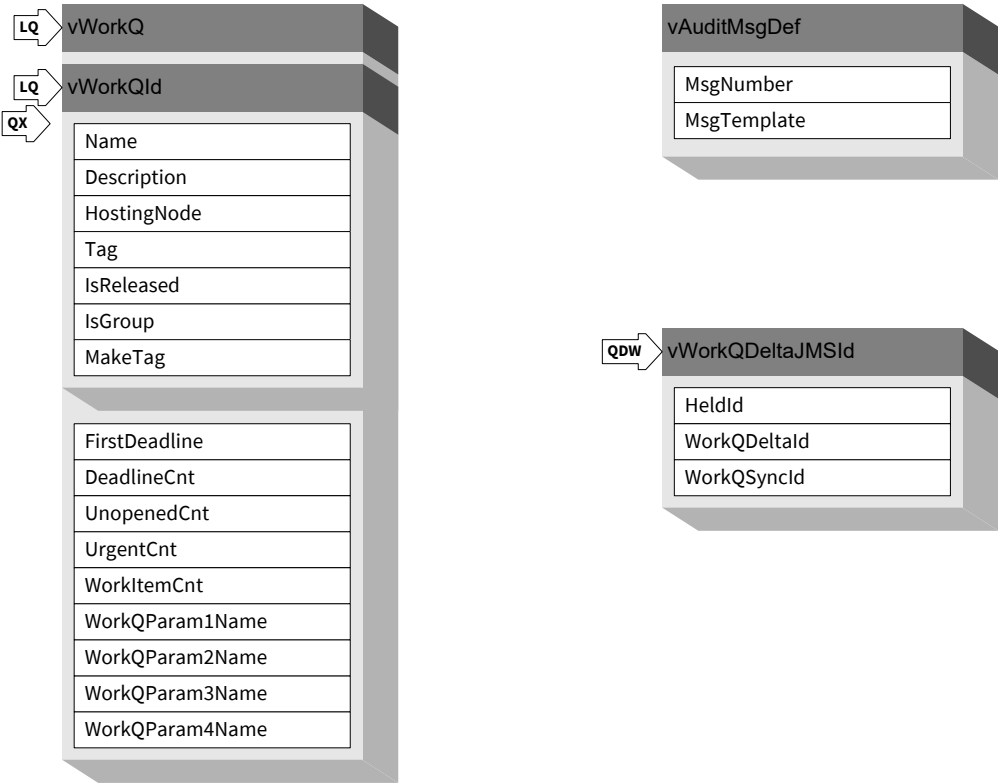 LQ
vWorkQ
LQ
vWorkQId
QX
Name
Description
HostingNode
Tag
IsReleased
IsGroup
MakeTag
FirstDeadline
DeadlineCnt
UnopenedCnt
UrgentCnt
WorkItemCnt
WorkQParam1Name
WorkQParam2Name
WorkQParam3Name
WorkQParam4Name
vAuditMsgDef
MsgNumber
MsgTemplate
QDW
vWorkQDeltaJMSId
HeldId
WorkQDeltaId
WorkQSyncId